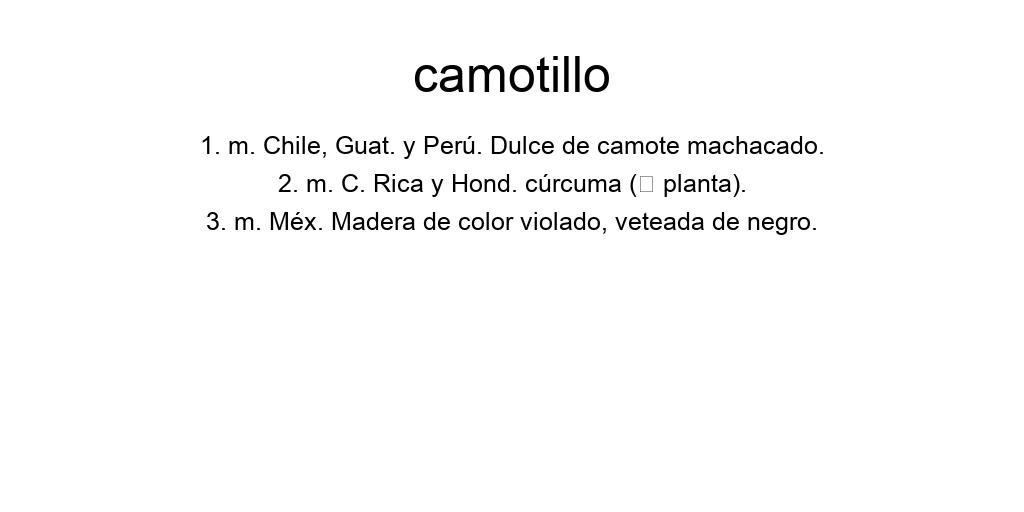 camotillo
1. m. Chile, Guat. y Perú. Dulce de camote machacado.
2. m. C. Rica y Hond. cúrcuma (□ planta).
3. m. Méx. Madera de color violado, veteada de negro.